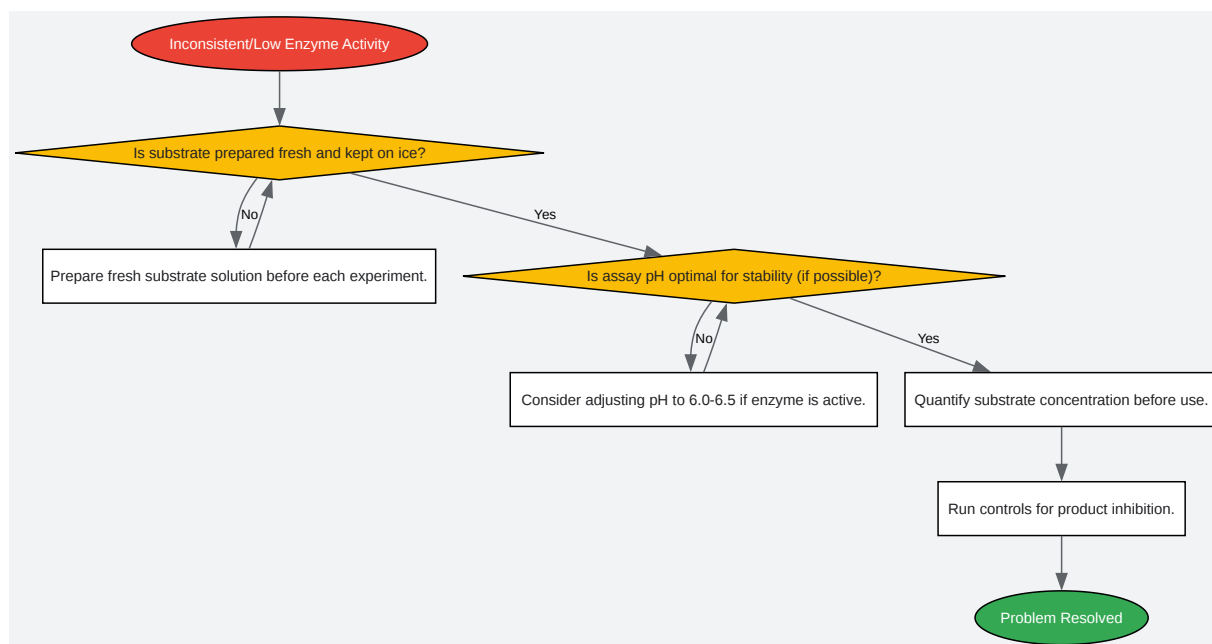 Inconsistent/Low Enzyme Activity
Is substrate prepared fresh and kept on ice?
No
Yes
Prepare fresh substrate solution before each experiment.
Is assay pH optimal for stability (if possible)?
No
Yes
Consider adjusting pH to 6.0-6.5 if enzyme is active.
Quantify substrate concentration before use.
Run controls for product inhibition.
Problem Resolved